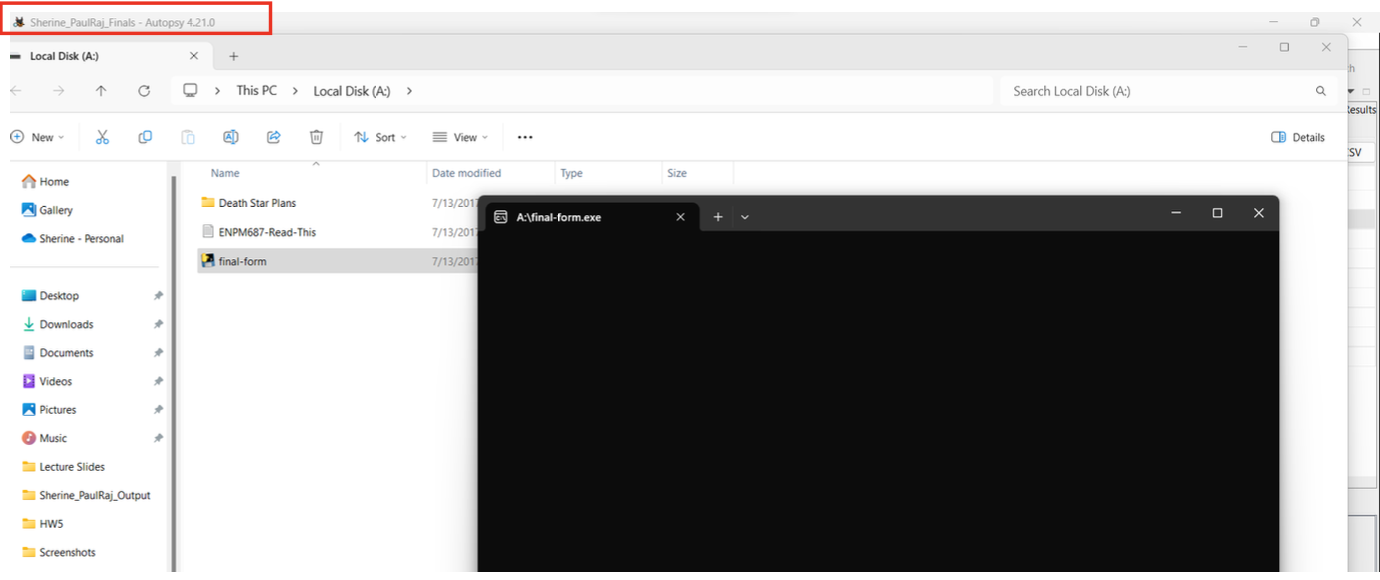 Sherine_PaulRaj_Finals - Autopsy 4.21.0
Local Disk (A:)
This PC > Local Disk (A:) >
Search Local Disk (A:)
New
Sort
View
Details
Name
Date modified
Type
Size
Home
Gallery
Sherine - Personal
Desktop
Downloads
Documents
Videos
Pictures
Music
Lecture Slides
Sherine_PaulRaj_Output
HW5
Screenshots
Death Star Plans 7/13/2017
ENPM687-Read-This 7/13/2017
final-form 7/13/2017
A:\final-form.exe
Results